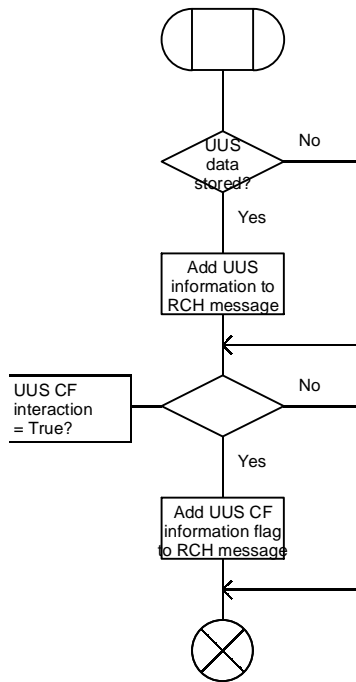 UUS
data
stored?
No
Yes
Add UUS
information to
RCH message
UUS CF
interaction
= True?
No
Yes
Add UUS CF
information flag
to RCH message